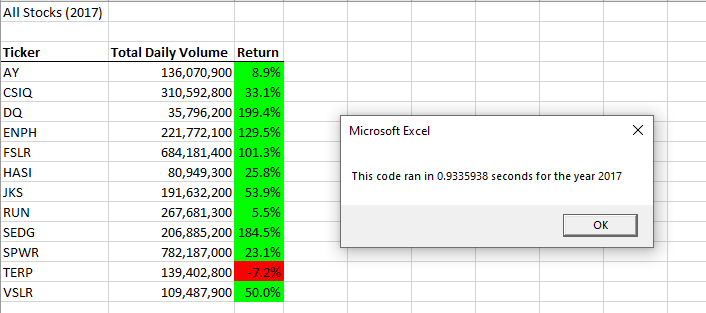 All Stocks (2017)
Ticker Total Daily Volume Return
AY 136,070,900 8.9%
CSIQ 310,592,800 33.1%
DQ 35,796,200 199.4%
ENPH 221,772,100 129.5%
FSLR 684,181,400 101.3%
HASI 80,949,300 25.8%
JKS 191,632,200 53.9%
RUN 267,681,300 5.5%
SEDG 206,885,200 184.5%
SPWR 782,187,000 23.1%
TERP 139,402,800 -7.2%
VSLR 109,487,900 50.0%
Microsoft Excel
This code ran in 0.9335938 seconds for the year 2017
OK